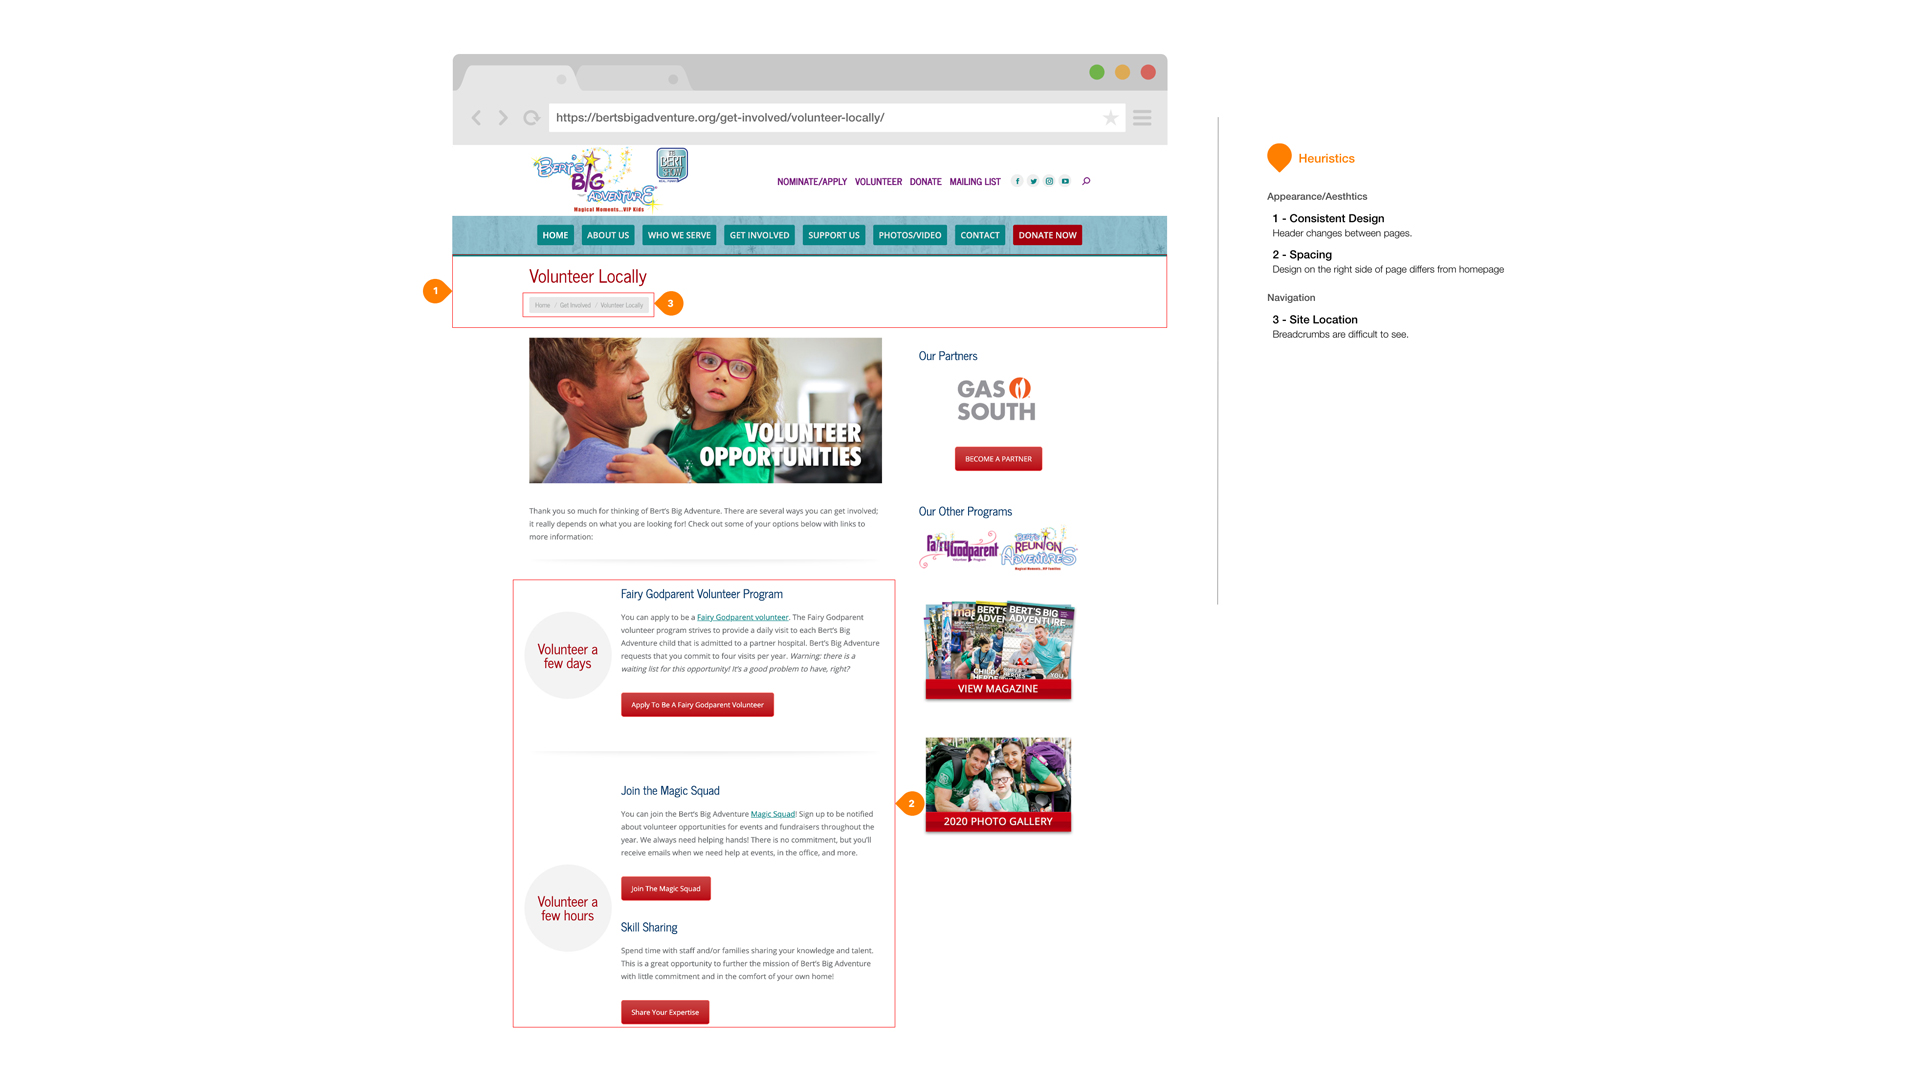 https://bertsbigadventure.org/get-involved/volunteer-locally/
BERT'S BIG ADVENTURE
Magical Moments...VIP Kids
THE BERT SHOW
NOMINATE/APPLY VOLUNTEER DONATE MAILING LIST
HOME ABOUT US WHO WE SERVE GET INVOLVED SUPPORT US PHOTOS/VIDEO CONTACT DONATE NOW
Volunteer Locally
1
Home / Get Involved / Volunteer Locally
3
VOLUNTEER
OPPORTUNITIES
Thank you so much for thinking of Bert's Big Adventure. There are several ways you can get involved;
it really depends on what you are looking for! Check out some of your options below with links to
more information:
Volunteer a
few days
Fairy Godparent Volunteer Program
You can apply to be a Fairy Godparent volunteer. The Fairy Godparent
volunteer program strives to provide a daily visit to each Bert's Big
Adventure child that is admitted to a partner hospital. Bert's Big Adventure
requests that you commit to four visits per year. Warning: there is a
waiting list for this opportunity! It's a good problem to have, right?
Apply To Be A Fairy Godparent Volunteer
Volunteer a
few hours
Join the Magic Squad
You can join the Bert's Big Adventure Magic Squad! Sign up to be notified
about volunteer opportunities for events and fundraisers throughout the
year. We always need helping hands! There is no commitment, but you'll
receive emails when we need help at events, in the office, and more.
Join The Magic Squad
Skill Sharing
Spend time with staff and/or families sharing your knowledge and talent.
This is a great opportunity to further the mission of Bert's Big Adventure
with little commitment and in the comfort of your own home!
Share Your Expertise
2
Our Partners
GAS
SOUTH
BECOME A PARTNER
Our Other Programs
fairy Godparent
Volunteer Program
BERT'S REUNION ADVENTURES
Magical Moments, VIP Families
BERT'S BIG
ADVENTURE
VIEW MAGAZINE
2020 PHOTO GALLERY
Heuristics
Appearance/Aesthtics
1 - Consistent Design
Header changes between pages.
2 - Spacing
Design on the right side of page differs from homepage
Navigation
3 - Site Location
Breadcrumbs are difficult to see.